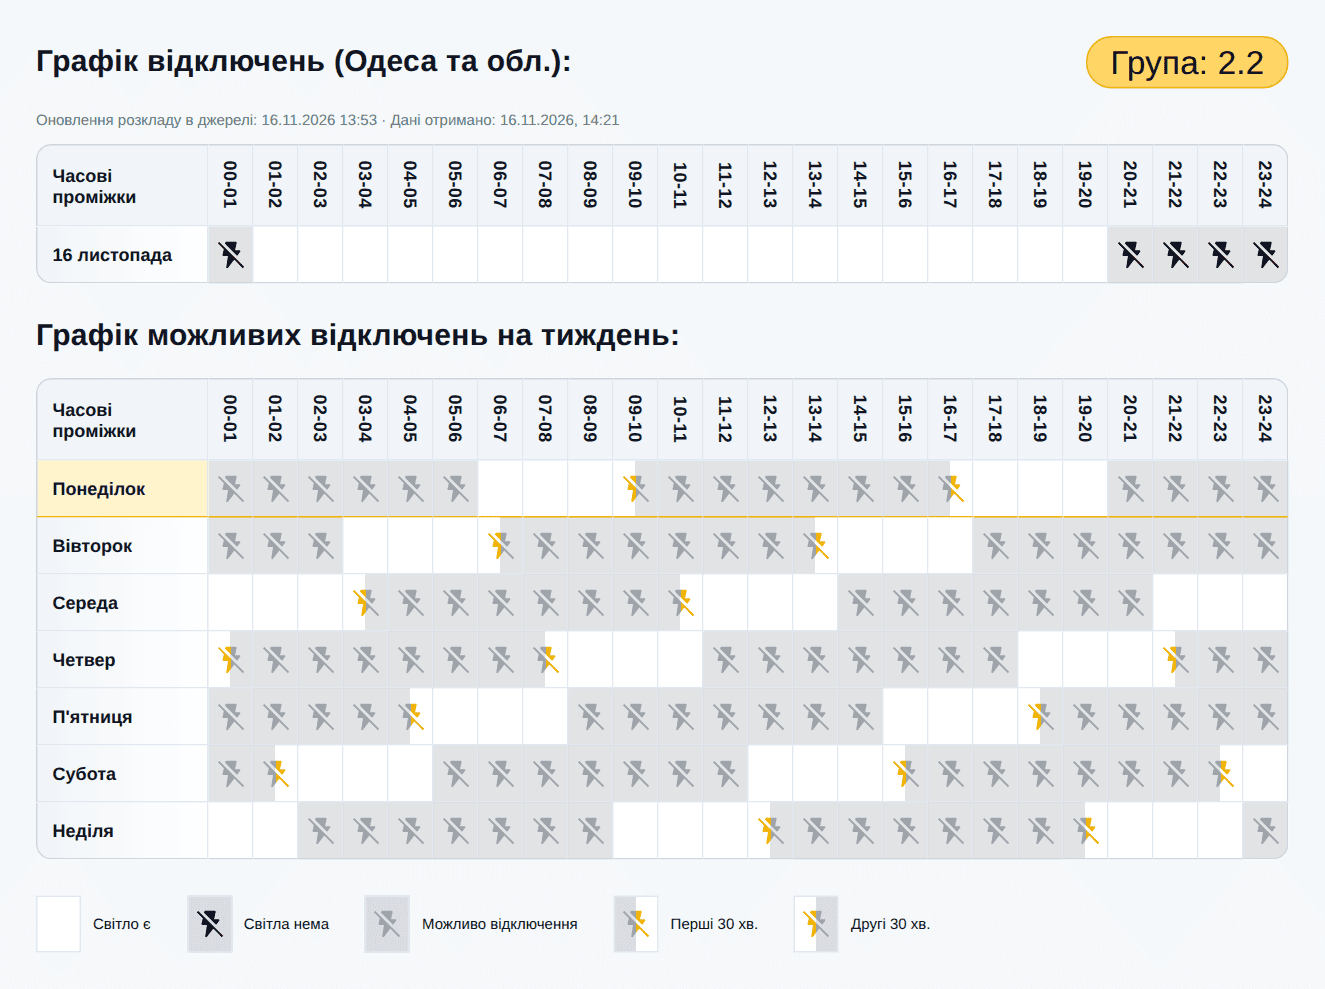 Графік відключень (Одеса та обл.):
Група: 2.2
Оновлення розкладу в джерелі: 16.11.2026 13:53 · Дані отримано: 16.11.2026, 14:21
Часові
проміжки
00-01 01-02 02-03 03-04 04-05 05-06 06-07 07-08 08-09 09-10 10-11 11-12 12-13 13-14 14-15 15-16 16-17 17-18 18-19 19-20 20-21 21-22 22-23 23-24
16 листопада
Графік можливих відключень на тиждень:
Часові
проміжки
00-01 01-02 02-03 03-04 04-05 05-06 06-07 07-08 08-09 09-10 10-11 11-12 12-13 13-14 14-15 15-16 16-17 17-18 18-19 19-20 20-21 21-22 22-23 23-24
Понеділок
Вівторок
Середа
Четвер
П'ятниця
Субота
Неділя
Світло є
Світла нема
Можливо відключення
Перші 30 хв.
Другі 30 хв.